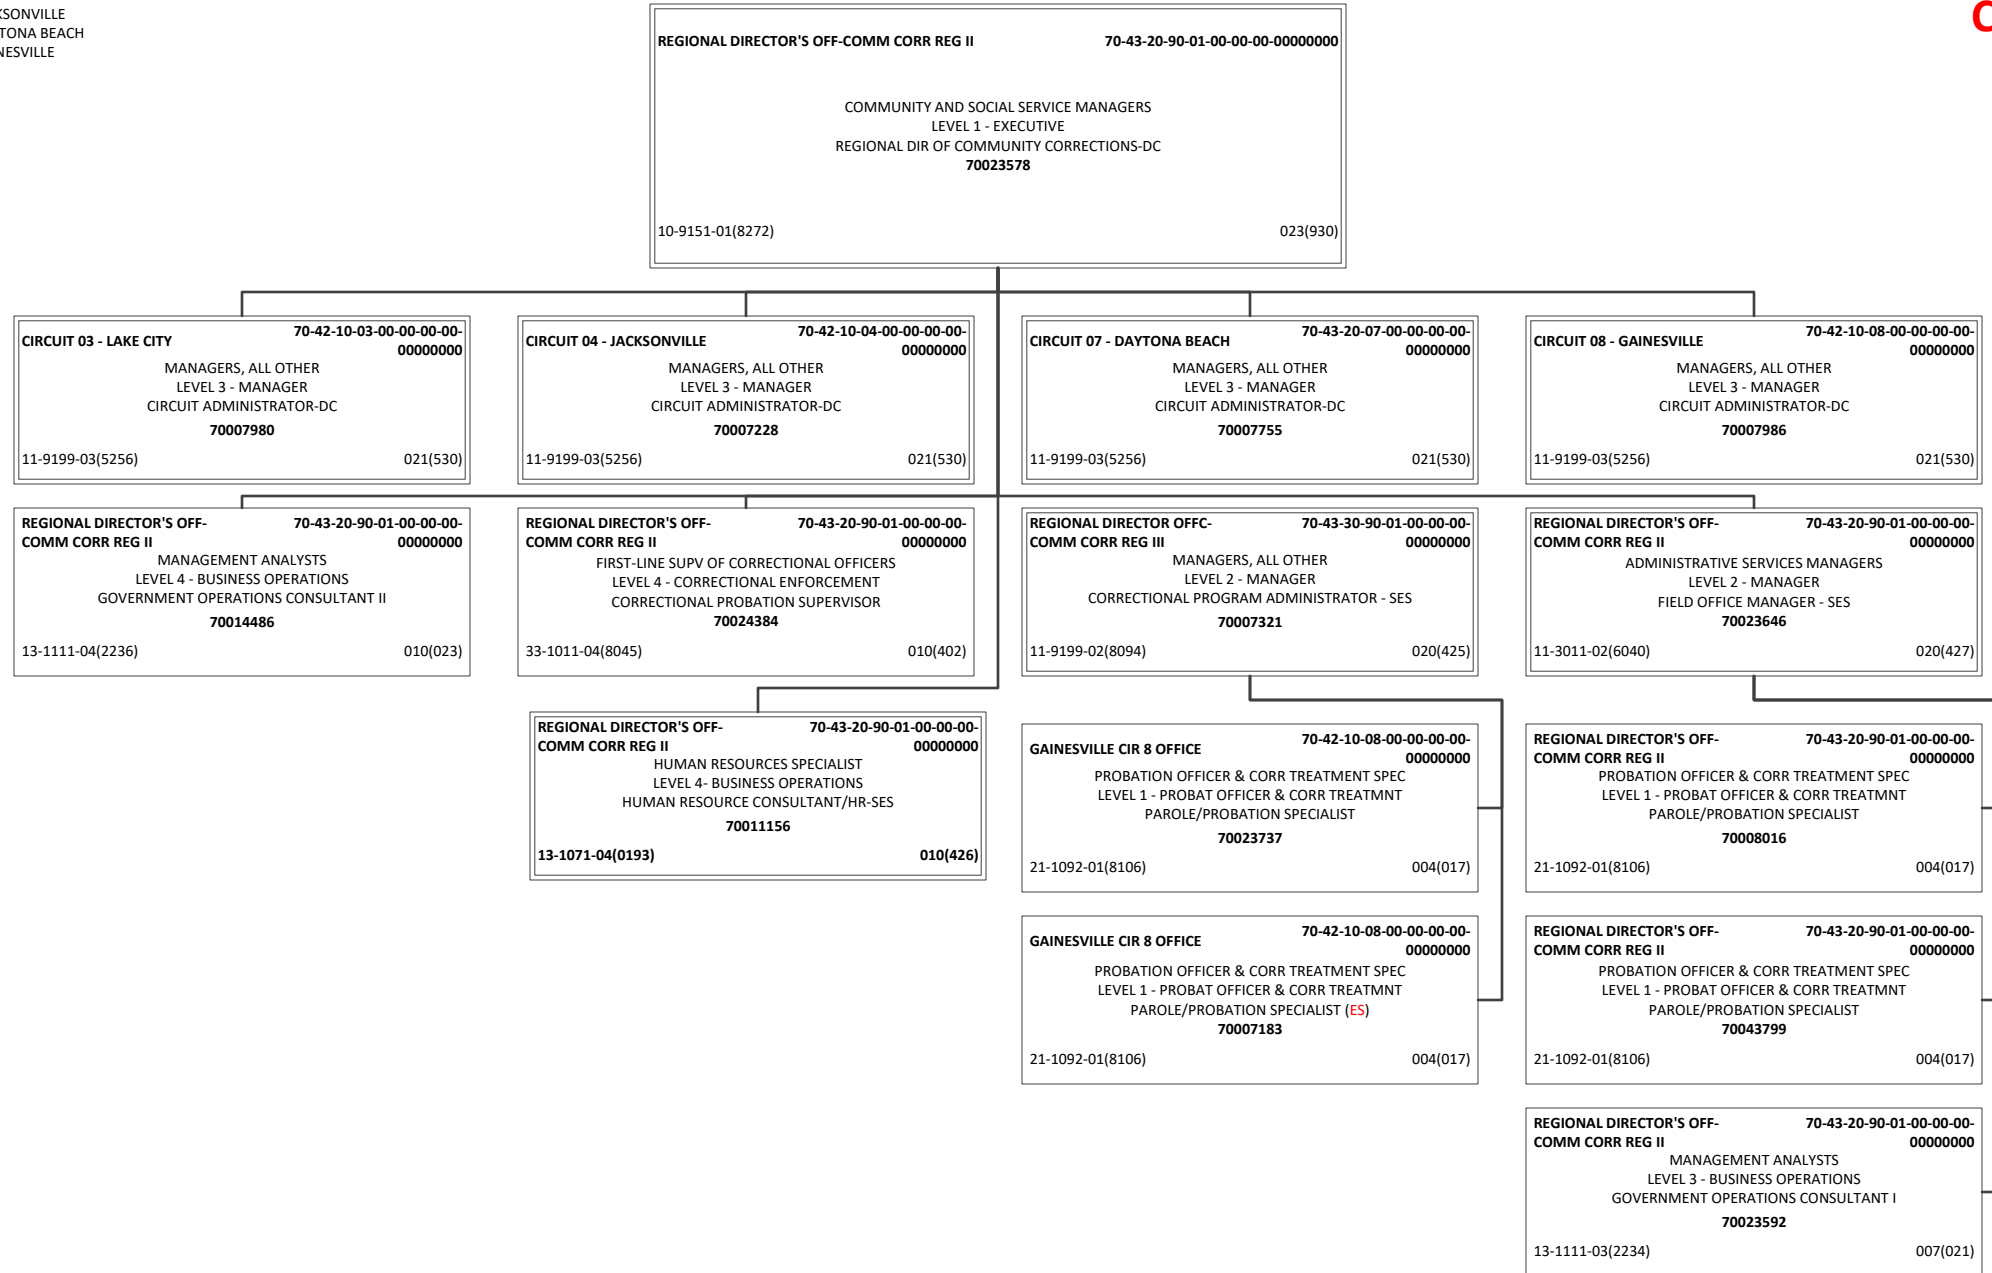 KSONVILLE
TONA BEACH
NESVILLE
C
REGIONAL DIRECTOR'S OFF-COMM CORR REG II 70-43-20-90-01-00-00-00-00000000
COMMUNITY AND SOCIAL SERVICE MANAGERS
LEVEL 1 - EXECUTIVE
REGIONAL DIR OF COMMUNITY CORRECTIONS-DC
70023578
10-9151-01(8272) 023(930)
CIRCUIT 03 - LAKE CITY 70-42-10-03-00-00-00-00-
00000000
MANAGERS, ALL OTHER
LEVEL 3 - MANAGER
CIRCUIT ADMINISTRATOR-DC
70007980
11-9199-03(5256) 021(530)
CIRCUIT 04 - JACKSONVILLE 70-42-10-04-00-00-00-00-
00000000
MANAGERS, ALL OTHER
LEVEL 3 - MANAGER
CIRCUIT ADMINISTRATOR-DC
70007228
11-9199-03(5256) 021(530)
CIRCUIT 07 - DAYTONA BEACH 70-43-20-07-00-00-00-00-
00000000
MANAGERS, ALL OTHER
LEVEL 3 - MANAGER
CIRCUIT ADMINISTRATOR-DC
70007755
11-9199-03(5256) 021(530)
CIRCUIT 08 - GAINESVILLE 70-42-10-08-00-00-00-00-
00000000
MANAGERS, ALL OTHER
LEVEL 3 - MANAGER
CIRCUIT ADMINISTRATOR-DC
70007986
11-9199-03(5256) 021(530)
REGIONAL DIRECTOR'S OFF- 70-43-20-90-01-00-00-00-
COMM CORR REG II 00000000
MANAGEMENT ANALYSTS
LEVEL 4 - BUSINESS OPERATIONS
GOVERNMENT OPERATIONS CONSULTANT II
70014486
13-1111-04(2236) 010(023)
REGIONAL DIRECTOR'S OFF- 70-43-20-90-01-00-00-00-
COMM CORR REG II 00000000
FIRST-LINE SUPV OF CORRECTIONAL OFFICERS
LEVEL 4 - CORRECTIONAL ENFORCEMENT
CORRECTIONAL PROBATION SUPERVISOR
70024384
33-1011-04(8045) 010(402)
REGIONAL DIRECTOR OFFC- 70-43-30-90-01-00-00-00-
COMM CORR REG III 00000000
MANAGERS, ALL OTHER
LEVEL 2 - MANAGER
CORRECTIONAL PROGRAM ADMINISTRATOR - SES
70007321
11-9199-02(8094) 020(425)
REGIONAL DIRECTOR'S OFF- 70-43-20-90-01-00-00-00-
COMM CORR REG II 00000000
ADMINISTRATIVE SERVICES MANAGERS
LEVEL 2 - MANAGER
FIELD OFFICE MANAGER - SES
70023646
11-3011-02(6040) 020(427)
REGIONAL DIRECTOR'S OFF- 70-43-20-90-01-00-00-00-
COMM CORR REG II 00000000
HUMAN RESOURCES SPECIALIST
LEVEL 4- BUSINESS OPERATIONS
HUMAN RESOURCE CONSULTANT/HR-SES
70011156
13-1071-04(0193) 010(426)
GAINESVILLE CIR 8 OFFICE 70-42-10-08-00-00-00-00-
00000000
PROBATION OFFICER & CORR TREATMENT SPEC
LEVEL 1 - PROBAT OFFICER & CORR TREATMNT
PAROLE/PROBATION SPECIALIST
70023737
21-1092-01(8106) 004(017)
REGIONAL DIRECTOR'S OFF- 70-43-20-90-01-00-00-00-
COMM CORR REG II 00000000
PROBATION OFFICER & CORR TREATMENT SPEC
LEVEL 1 - PROBAT OFFICER & CORR TREATMNT
PAROLE/PROBATION SPECIALIST
70008016
21-1092-01(8106) 004(017)
GAINESVILLE CIR 8 OFFICE 70-42-10-08-00-00-00-00-
00000000
PROBATION OFFICER & CORR TREATMENT SPEC
LEVEL 1 - PROBAT OFFICER & CORR TREATMNT
PAROLE/PROBATION SPECIALIST (ES)
70007183
21-1092-01(8106) 004(017)
REGIONAL DIRECTOR'S OFF- 70-43-20-90-01-00-00-00-
COMM CORR REG II 00000000
PROBATION OFFICER & CORR TREATMENT SPEC
LEVEL 1 - PROBAT OFFICER & CORR TREATMNT
PAROLE/PROBATION SPECIALIST
70043799
21-1092-01(8106) 004(017)
REGIONAL DIRECTOR'S OFF- 70-43-20-90-01-00-00-00-
COMM CORR REG II 00000000
MANAGEMENT ANALYSTS
LEVEL 3 - BUSINESS OPERATIONS
GOVERNMENT OPERATIONS CONSULTANT I
70023592
13-1111-03(2234) 007(021)